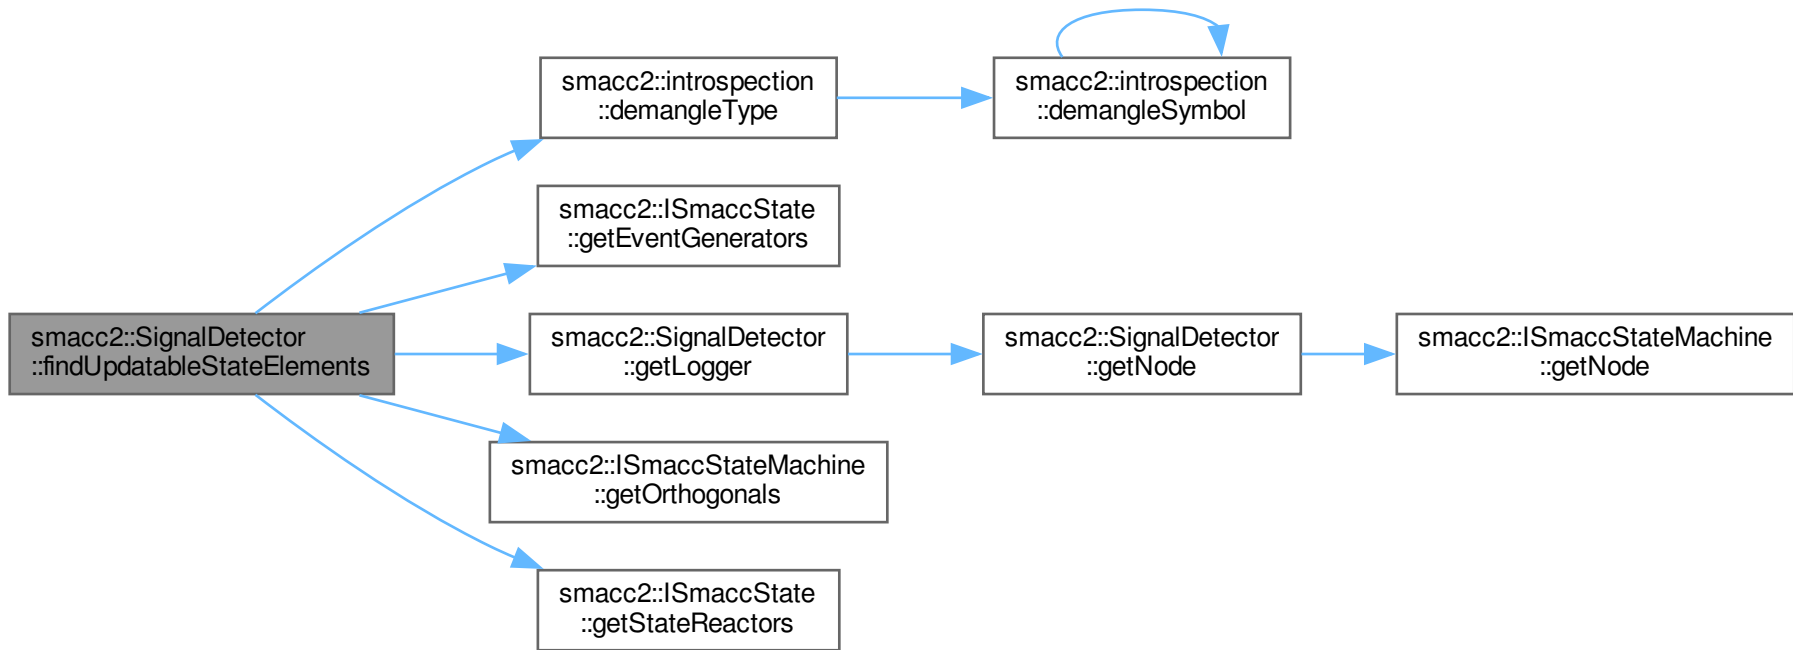 smacc2::introspection
::demangleType
smacc2::introspection
::demangleSymbol
smacc2::ISmaccState
::getEventGenerators
smacc2::SignalDetector
::findUpdatableStateElements
smacc2::SignalDetector
::getLogger
smacc2::SignalDetector
::getNode
smacc2::ISmaccStateMachine
::getNode
smacc2::ISmaccStateMachine
::getOrthogonals
smacc2::ISmaccState
::getStateReactors